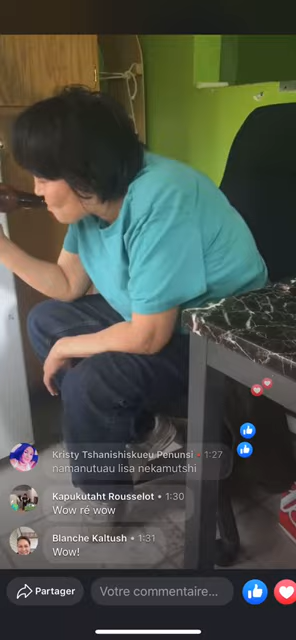 Kristy Tshanishiskueu Penunsi • 1:27
namanutuau lisa nekamutshi
Kapukutaht Rousselot • 1:30
Wow ré wow
Blanche Kaltush • 1:31
Wow!
Partager
Votre commentaire...